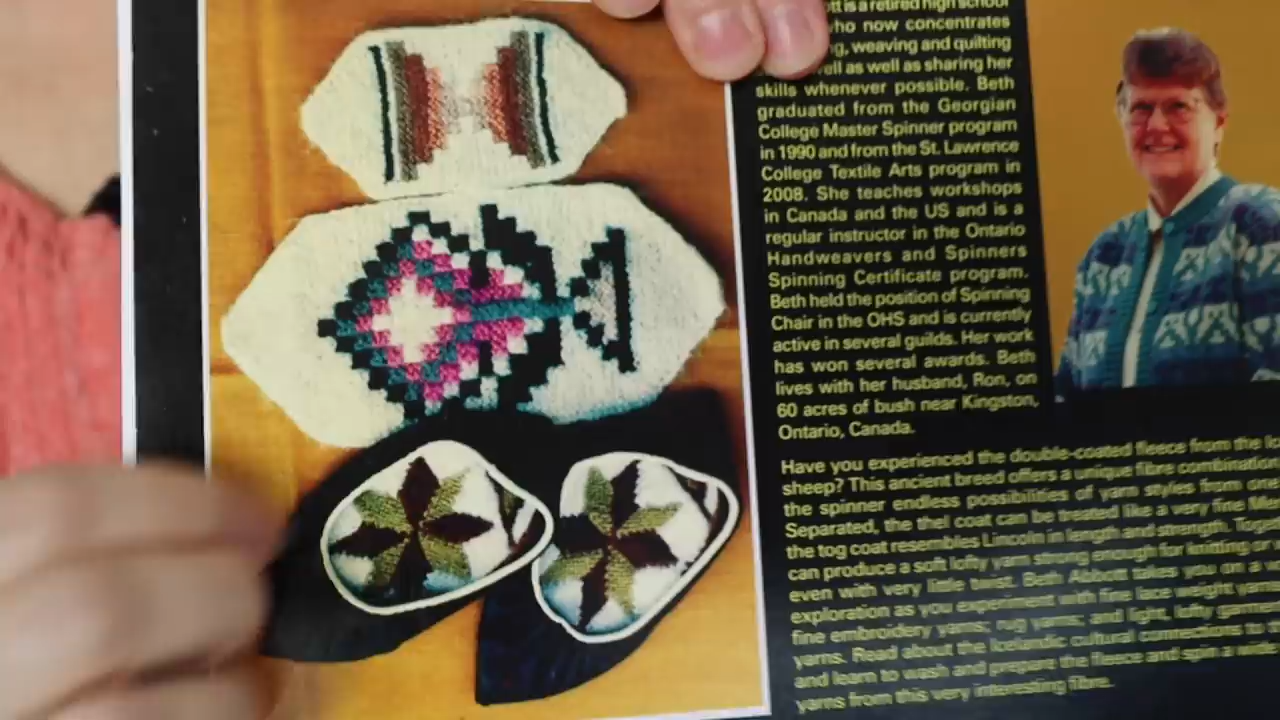 ott is a retired high school
who now concentrates
weaving and quilting
well as well as sharing her
skills whenever possible. Beth
graduated from the Georgian
College Master Spinner program
in 1990 and from the St. Lawrence
College Textile Arts program in
2008. She teaches workshops
in Canada and the US and is a
regular instructor in the Ontario
Handweavers and Spinners
Spinning Certificate program.
Beth held the position of Spinning
Chair in the OHS and is currently
active in several guilds. Her work
has won several awards. Beth
lives with her husband, Ron, on
60 acres of bush near Kingston,
Ontario, Canada.
Have you experienced the double-coated fleece from the
sheep? This ancient breed offers a unique fibre combination
the spinner endless possibilities of yarn styles from one
Separated, the thel coat can be treated like a very fine
the tog coat resembles Lincoln in length and strength.
can produce a soft lofty yarn strong enough for knitting or
even with very little twist. Beth Abbott takes you on a
exploration as you experiment with fine lace weight yarns
fine embroidery yarns; rug yarns; and light, lofty garment
yarns. Read about the Icelandic cultural connections to
and learn to wash and prepare the fleece and spin a wide
yarns from this very interesting fibre.